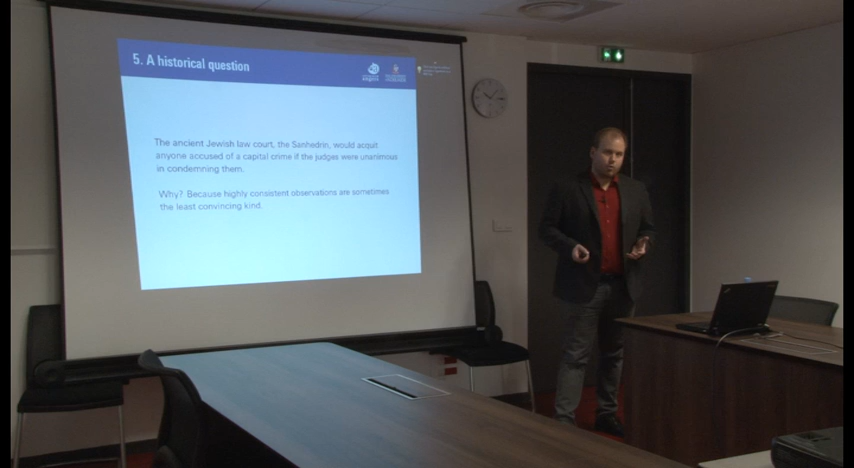 5. A historical question
The ancient Jewish law court, the Sanhedrin, would acquit
anyone accused of a capital crime if the judges were unanimous
in condemning them.
Why? Because highly consistent observations are sometimes
the least convincing kind.